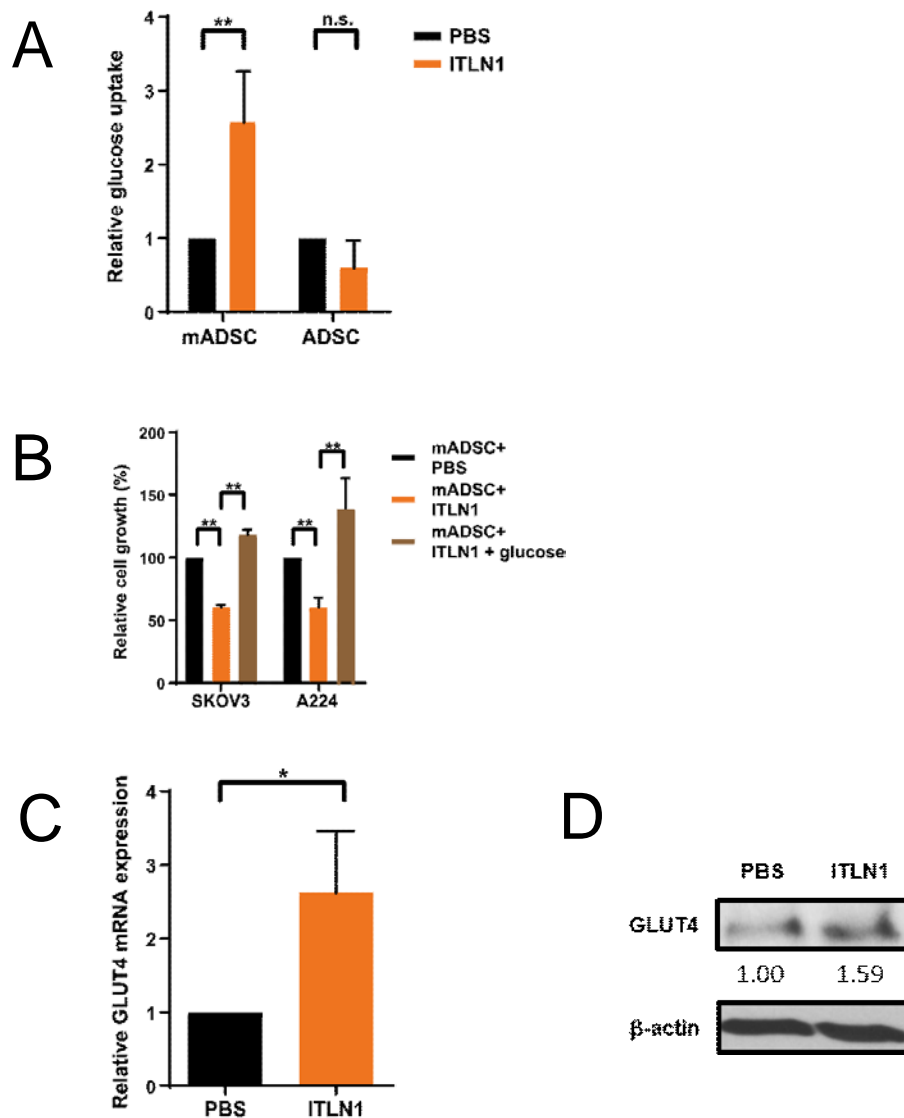 A
4
3
2
1
0
Relative glucose uptake
**
n.s.
mADSC
ADSC
PBS
ITLN1
B
200
150
100
50
0
Relative cell growth (%)
**
**
**
**
SKOV3
A224
mADSC+
PBS
mADSC+
ITLN1
mADSC+
ITLN1 + glucose
C
4
3
2
1
0
Relative GLUT4 mRNA expression
*
PBS
ITLN1
D
PBS ITLN1
GLUT4
1.00 1.59
β-actin